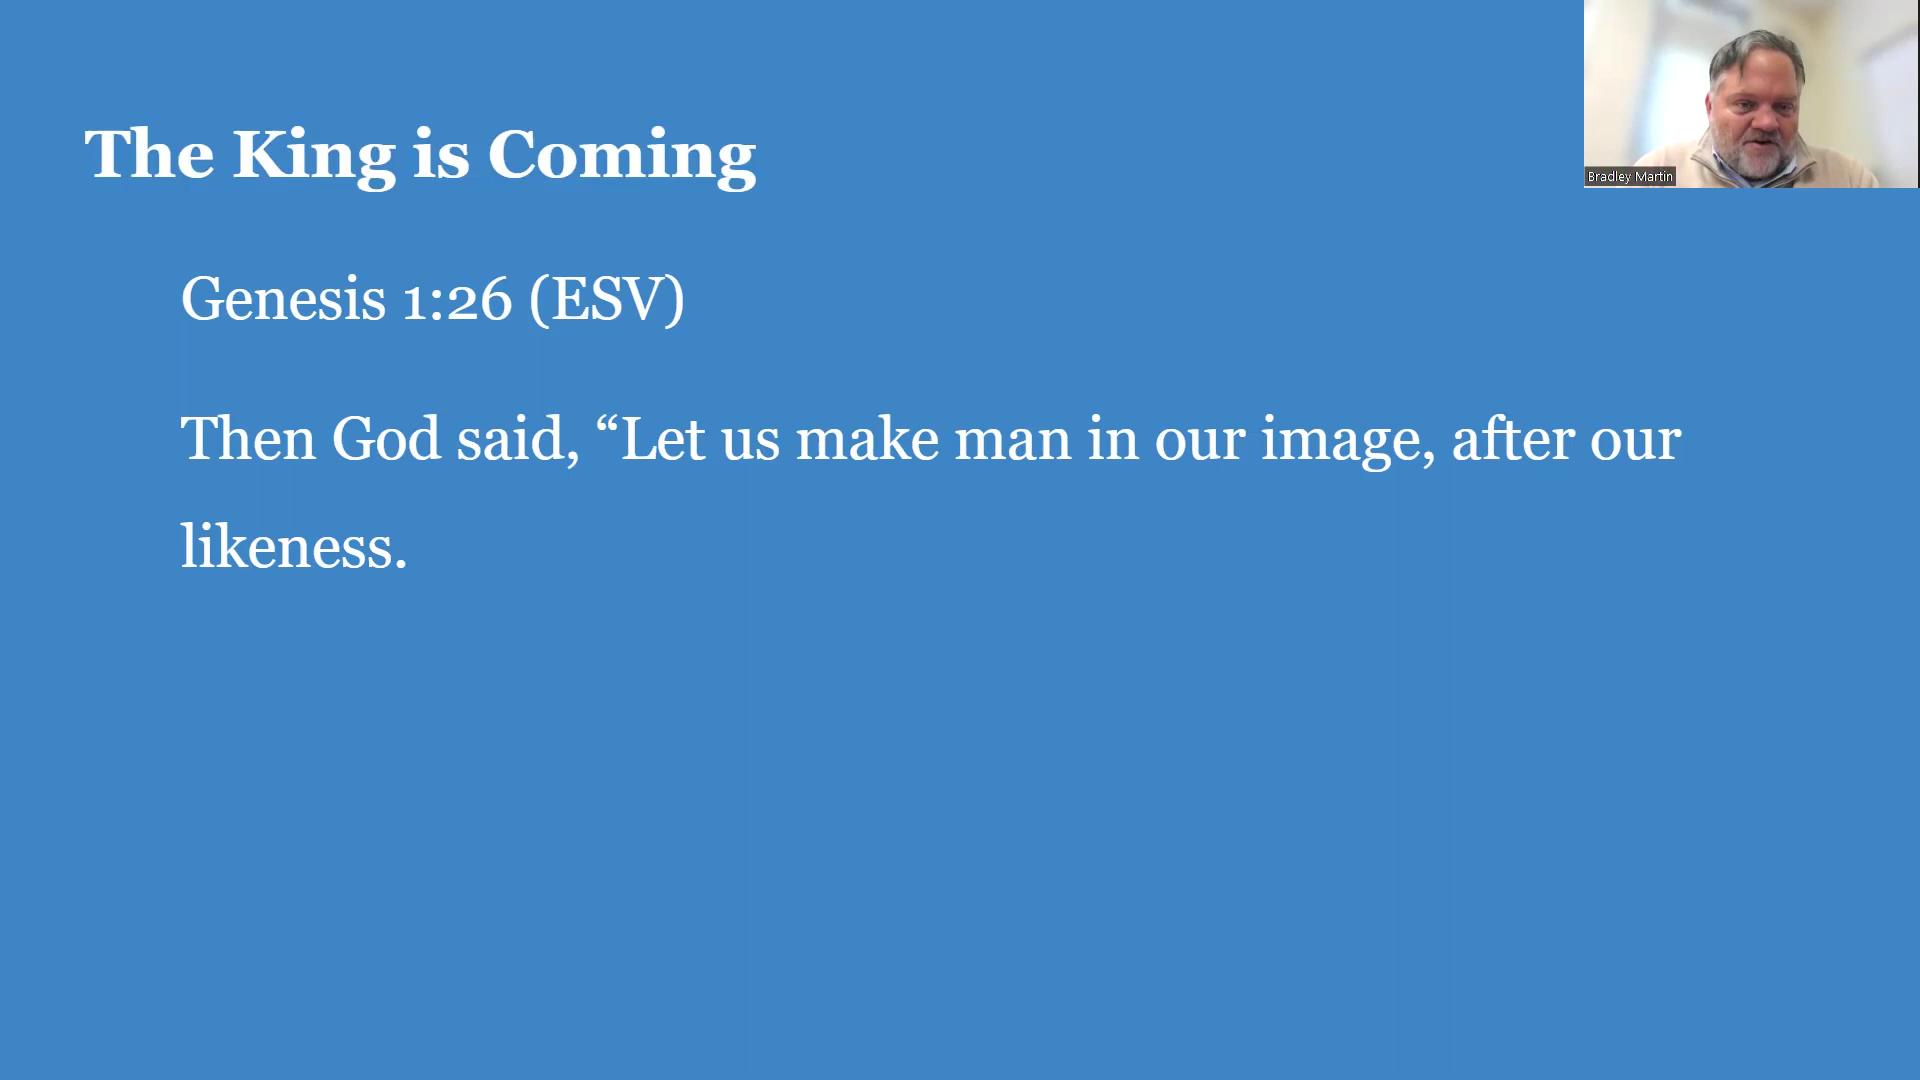 The King is Coming
Bradley Martin
Genesis 1:26 (ESV)
Then God said, “Let us make man in our image, after our
likeness.